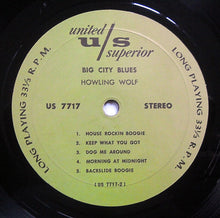 united
u/s
superior
BIG CITY BLUES
HOWLING WOLF
US 7717 STEREO
LONG PLAYING 33⅓ R.P.M.
LONG PLAYING 33⅓ R.P.M.
1. HOUSE ROCKIN BOOGIE
2. KEEP WHAT YOU GOT
3. DOG ME AROUND
4. MORNING AT MIDNIGHT
5. BACKSLIDE BOOGIE
(US 7717-2)